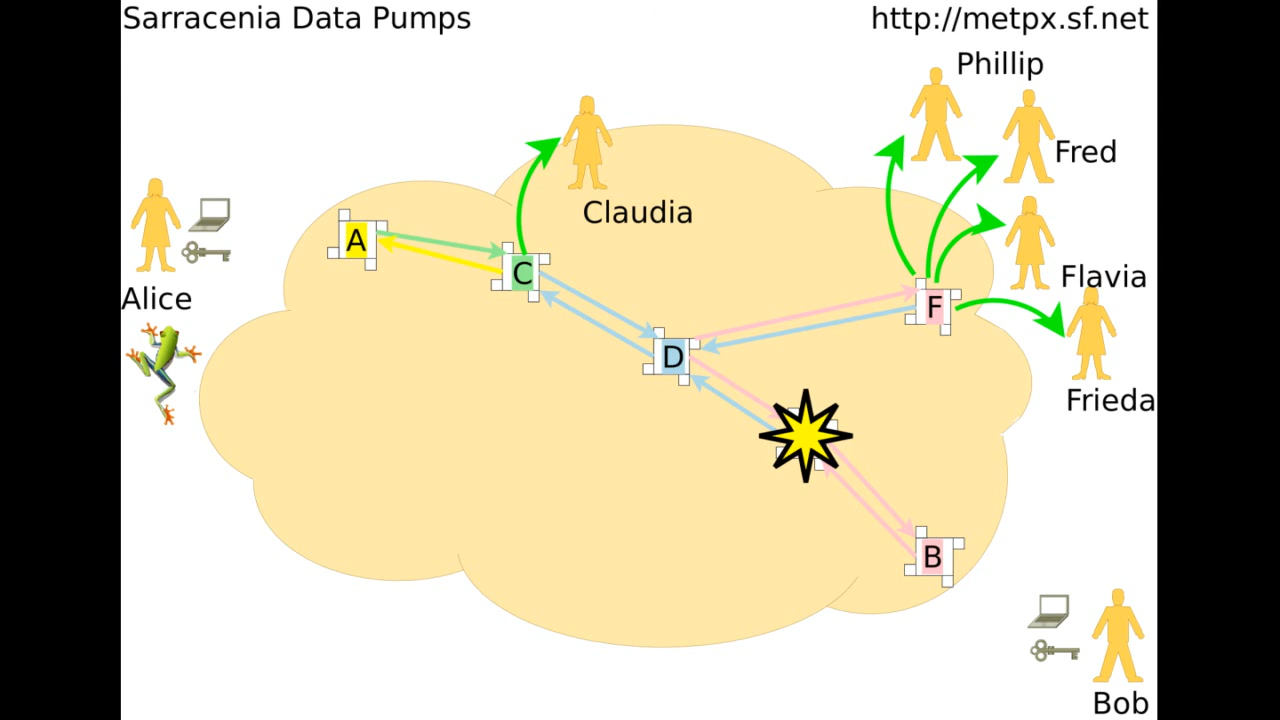 Sarracenia Data Pumps
http://metpx.sf.net
Phillip
Fred
Claudia
A
C
Flavia
Alice
F
D
Frieda
B
Bob